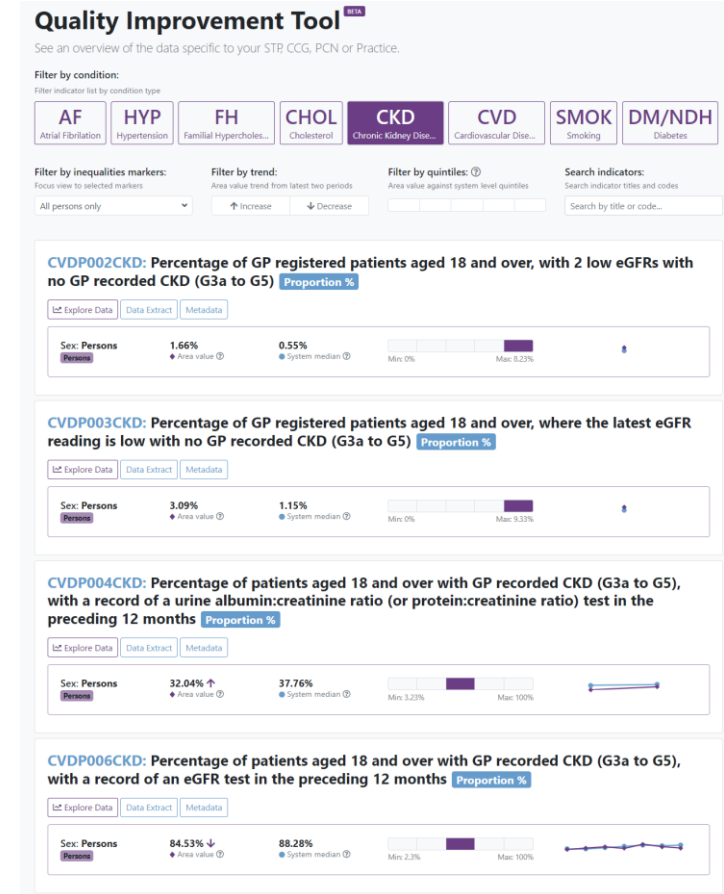 Quality Improvement Tool BETA
See an overview of the data specific to your STP, CCG, PCN or Practice.
Filter by condition:
Filter indicator list by condition type
AF HYP FH CHOL CKD CVD SMOK DM/NDH
Atrial Fibrilation Hypertension Familial Hypercholes... Cholesterol Chronic Kidney Dise... Cardiovascular Dise... Smoking Diabetes
Filter by inequalities markers: Filter by trend: Filter by quintiles: Search indicators:
Focus view to selected markers Area value trend from latest two periods Area value against system level quintiles Search indicator titles and codes
All persons only ↑ Increase ↓ Decrease Search by title or code...
CVDP002CKD: Percentage of GP registered patients aged 18 and over, with 2 low eGFRs with
no GP recorded CKD (G3a to G5) Proportion %
Explore Data Data Extract Metadata
Sex: Persons 1.66% 0.55%
Persons Area value System median Min: 0% Max: 8.23%
CVDP003CKD: Percentage of GP registered patients aged 18 and over, where the latest eGFR
reading is low with no GP recorded CKD (G3a to G5) Proportion %
Explore Data Data Extract Metadata
Sex: Persons 3.09% 1.15%
Persons Area value System median Min: 0% Max: 9.33%
CVDP004CKD: Percentage of patients aged 18 and over with GP recorded CKD (G3a to G5),
with a record of a urine albumin:creatinine ratio (or protein:creatinine ratio) test in the
preceding 12 months Proportion %
Explore Data Data Extract Metadata
Sex: Persons 32.04% ↑ 37.76%
Persons Area value System median Min: 3.23% Max: 100%
CVDP006CKD: Percentage of patients aged 18 and over with GP recorded CKD (G3a to G5),
with a record of an eGFR test in the preceding 12 months Proportion %
Explore Data Data Extract Metadata
Sex: Persons 84.53% ↓ 88.28%
Persons Area value System median Min: 2.3% Max: 100%